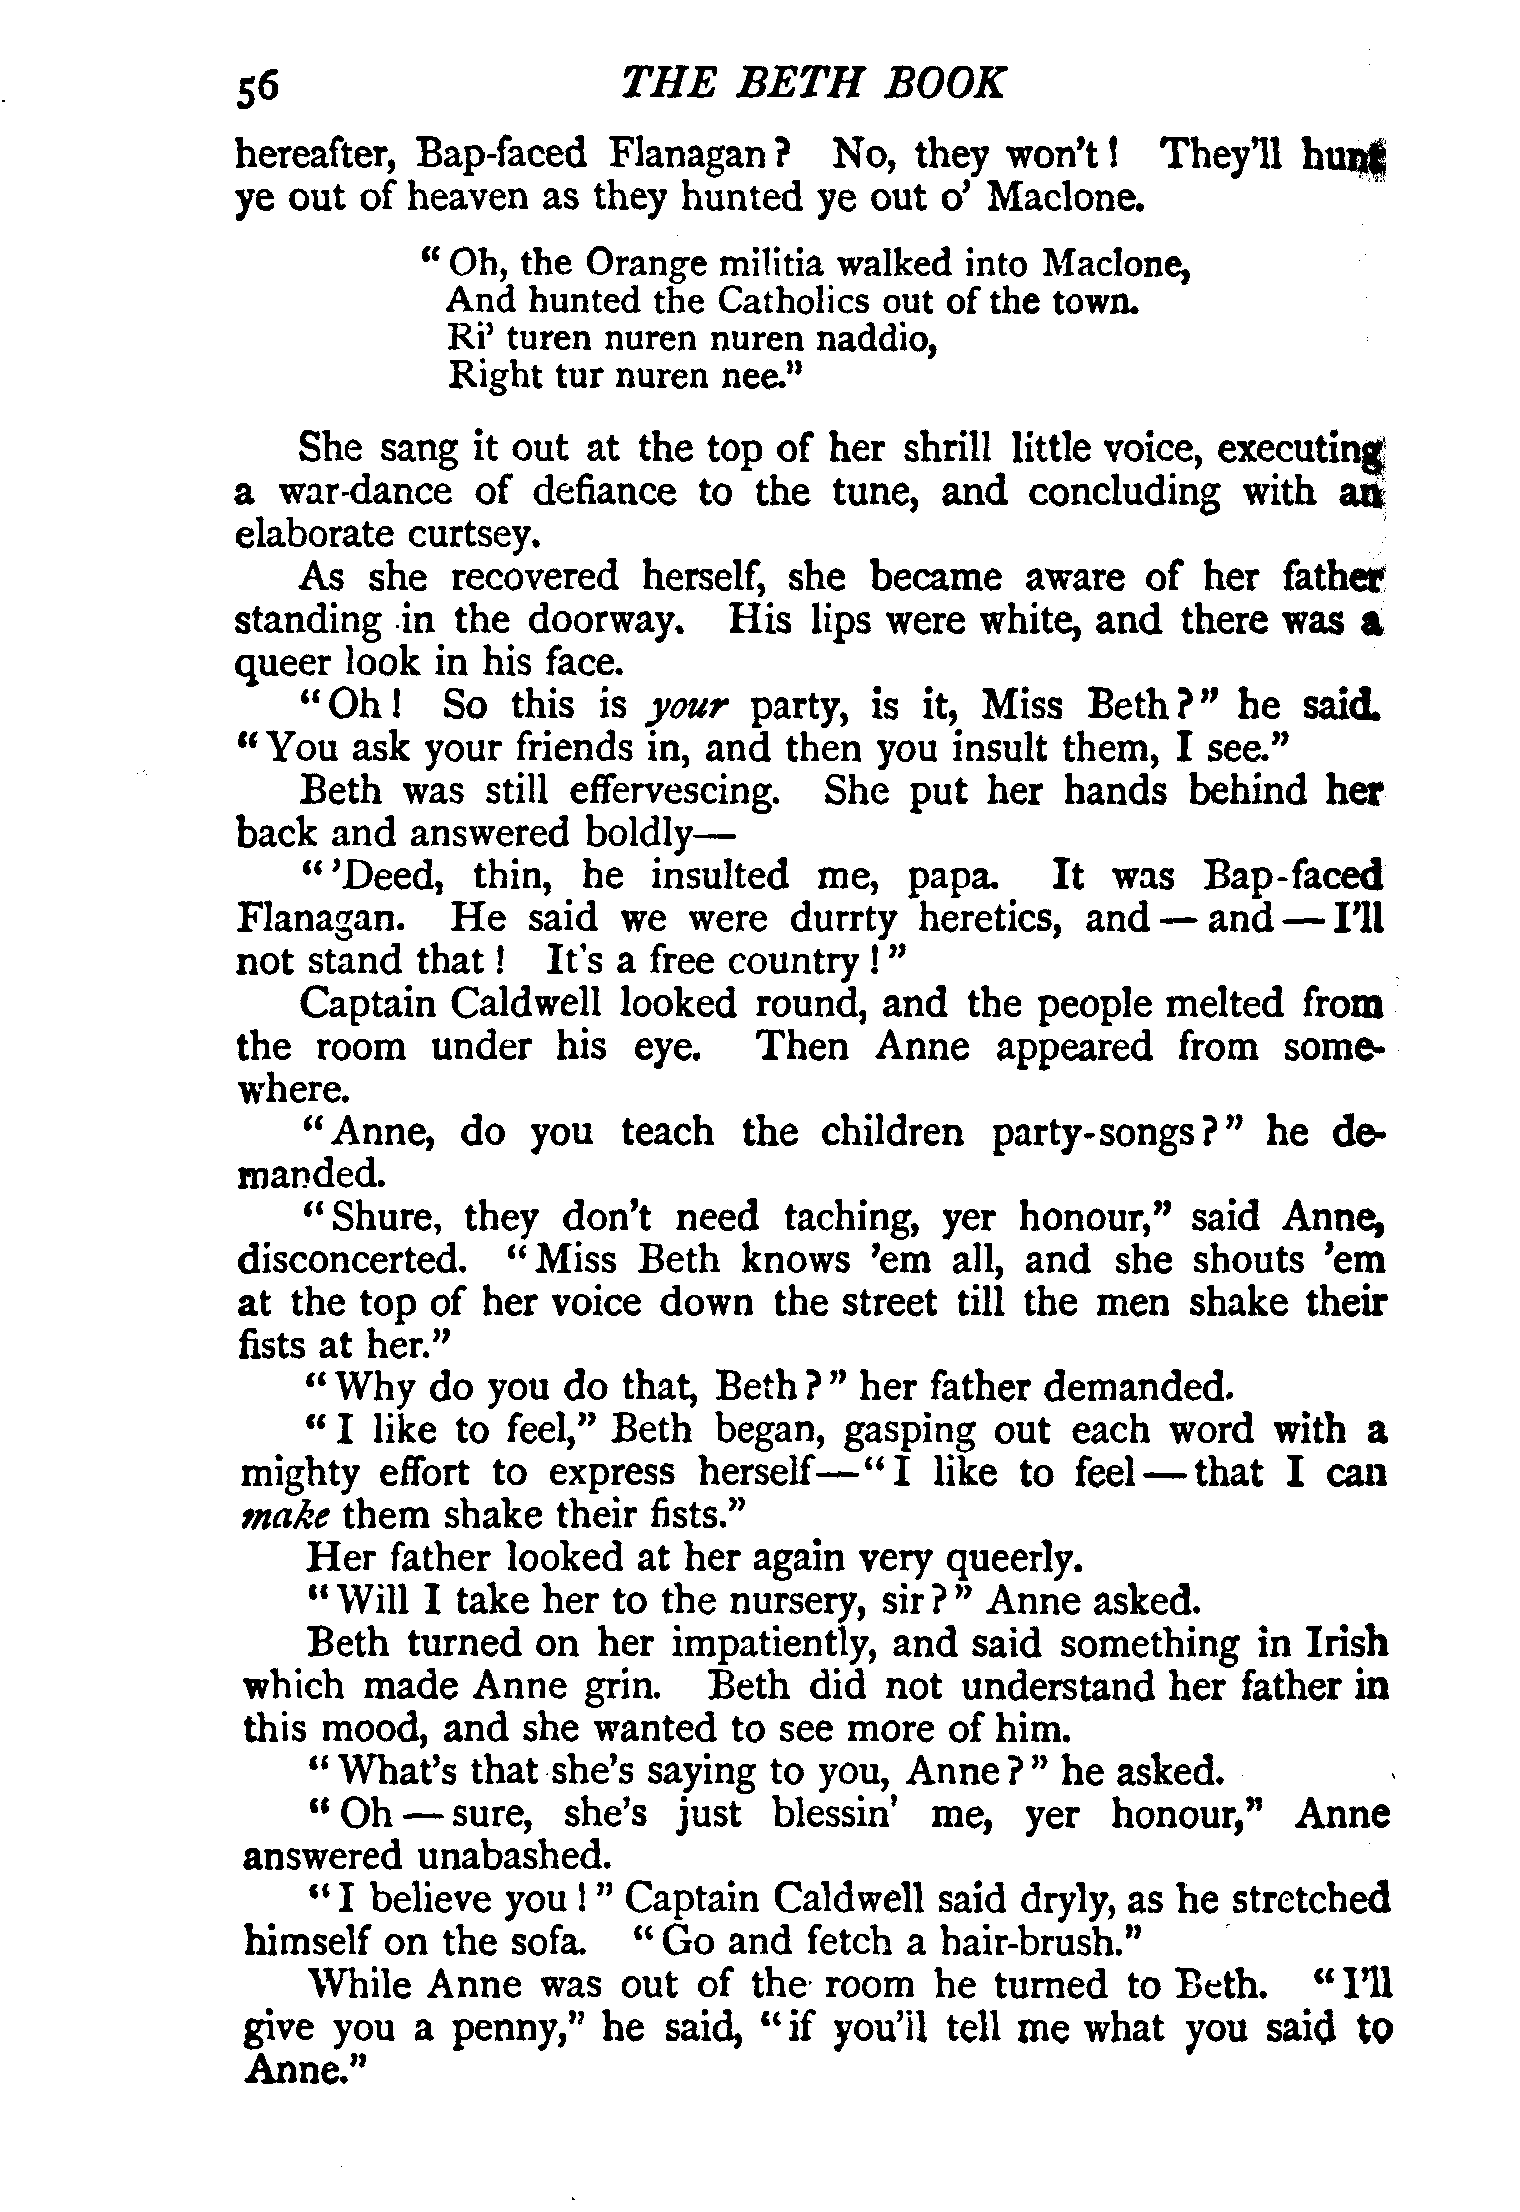 56 THE BETH BOOK
hereafter, Bap-faced Flanagan? No, they won't! They'll hunt
ye out of heaven as they hunted ye out o' Maclone.
"Oh, the Orange militia walked into Maclone,
And hunted the Catholics out of the town.
Ri' turen nuren nuren naddio,
Right tur nuren nee."
She sang it out at the top of her shrill little voice, executing
a war-dance of defiance to the tune, and concluding with an
elaborate curtsey.
As she recovered herself, she became aware of her father
standing in the doorway. His lips were white, and there was a
queer look in his face.
"Oh! So this is your party, is it, Miss Beth?" he said.
"You ask your friends in, and then you insult them, I see."
Beth was still effervescing. She put her hands behind her
back and answered boldly—
"'Deed, thin, he insulted me, papa. It was Bap-faced
Flanagan. He said we were durrty heretics, and—and—I'll
not stand that! It's a free country!"
Captain Caldwell looked round, and the people melted from
the room under his eye. Then Anne appeared from some-
where.
"Anne, do you teach the children party-songs?" he de-
manded.
"Shure, they don't need taching, yer honour," said Anne,
disconcerted. "Miss Beth knows 'em all, and she shouts 'em
at the top of her voice down the street till the men shake their
fists at her."
"Why do you do that, Beth?" her father demanded.
"I like to feel," Beth began, gasping out each word with a
mighty effort to express herself—"I like to feel—that I can
make them shake their fists."
Her father looked at her again very queerly.
"Will I take her to the nursery, sir?" Anne asked.
Beth turned on her impatiently, and said something in Irish
which made Anne grin. Beth did not understand her father in
this mood, and she wanted to see more of him.
"What's that she's saying to you, Anne?" he asked.
"Oh—sure, she's just blessin' me, yer honour," Anne
answered unabashed.
"I believe you!" Captain Caldwell said dryly, as he stretched
himself on the sofa. "Go and fetch a hair-brush."
While Anne was out of the room he turned to Beth. "I'll
give you a penny," he said, "if you'll tell me what you said to
Anne."